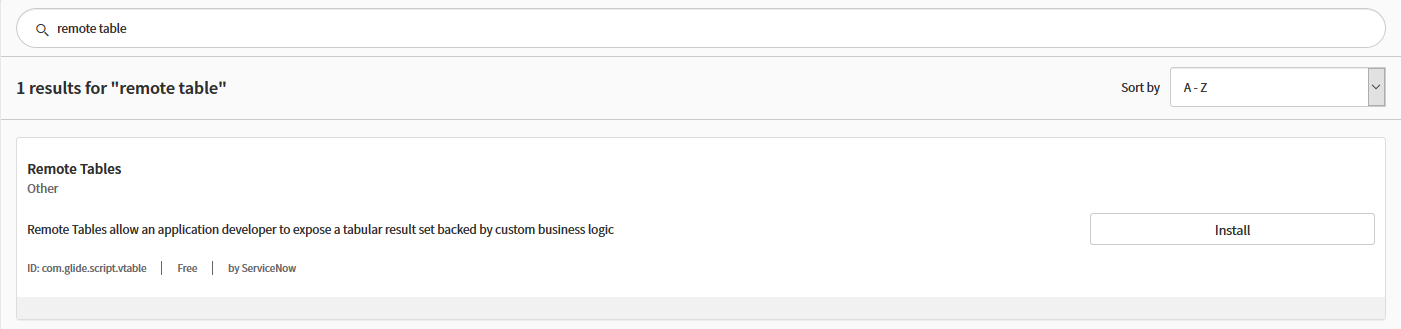 remote table
1 results for "remote table"
Sort by
A - Z
Remote Tables
Other
Remote Tables allow an application developer to expose a tabular result set backed by custom business logic
Install
ID: com.glide.script.vtable | Free | by ServiceNow